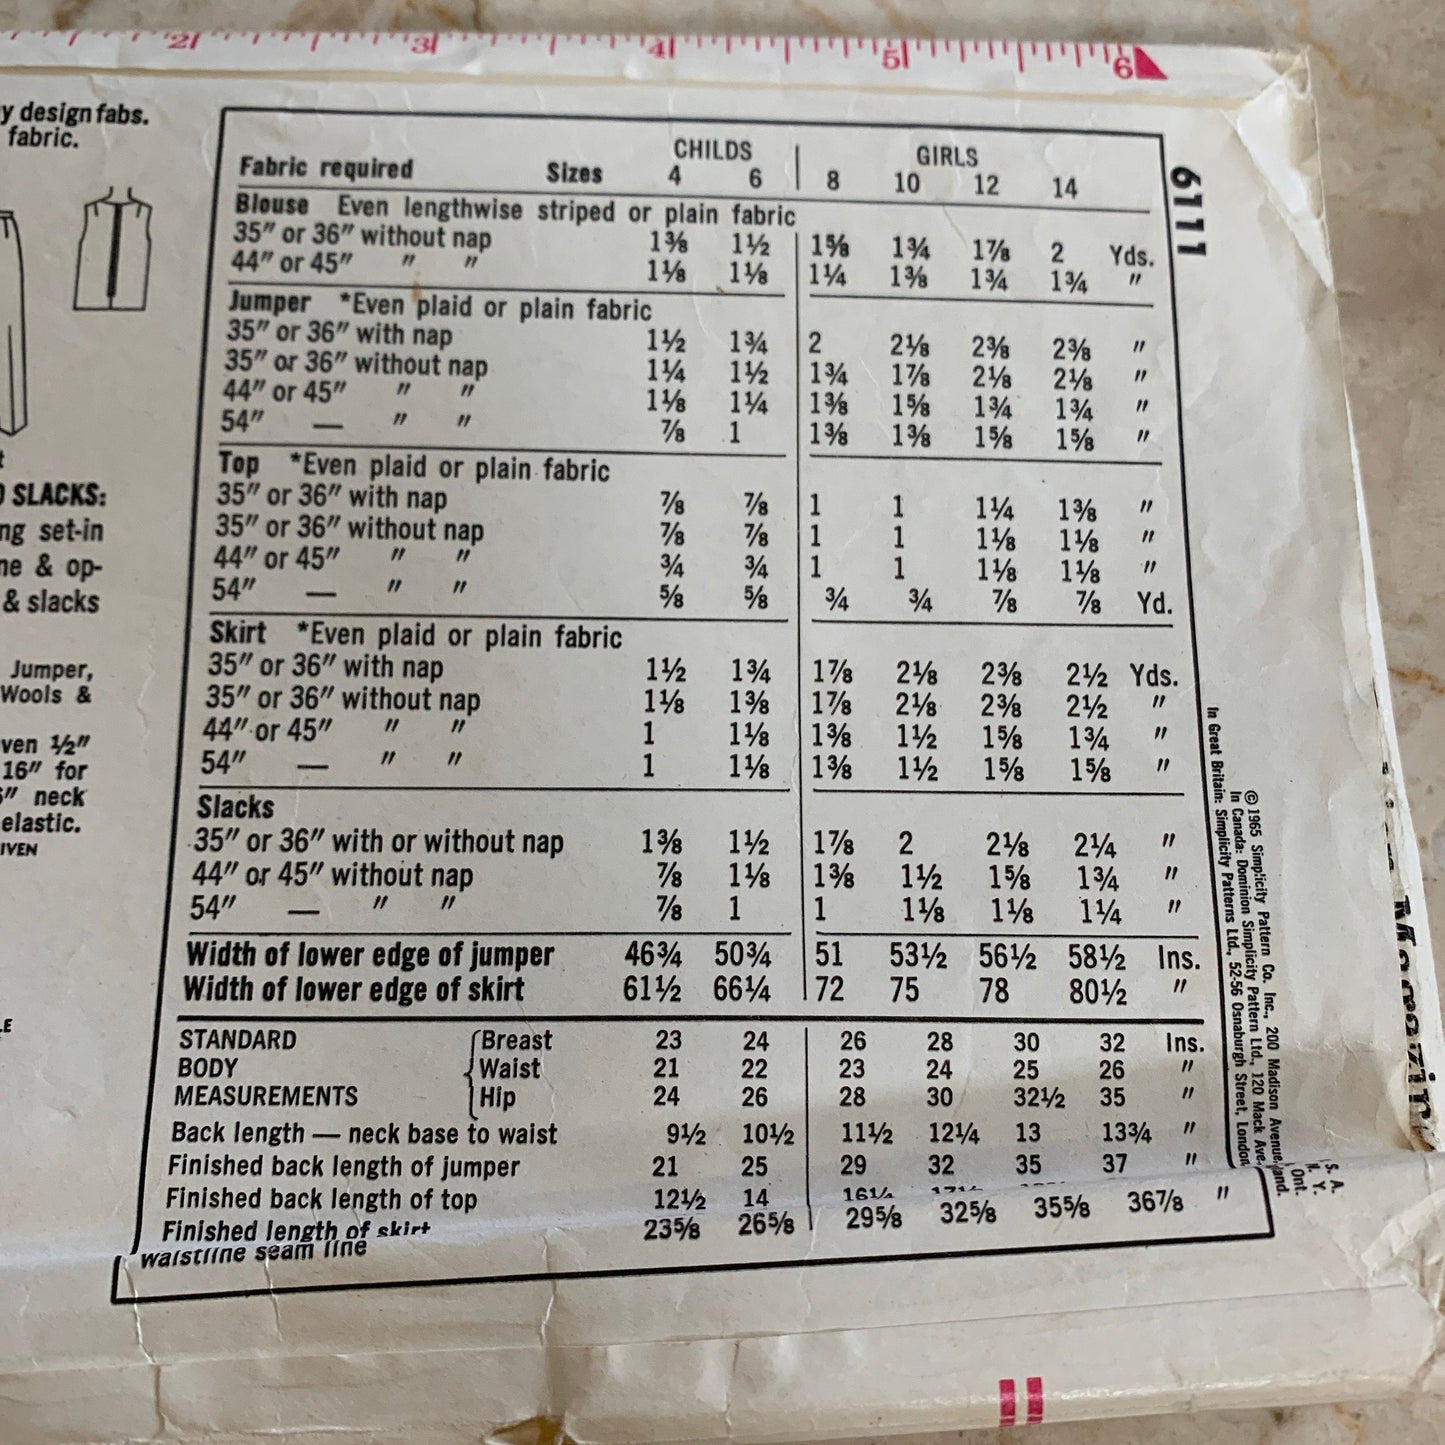 2 3 4 5 6
y design fabs.
fabric.
SLACKS:
ng set-in
ne & op-
& slacks
Jumper,
Wools &
ven ½"
16" for
" neck
elastic.
IVEN
LE
CHILDS GIRLS
Fabric required Sizes 4 6 8 10 12 14
Blouse Even lengthwise striped or plain fabric
35" or 36" without nap 1⅜ 1½ 1⅝ 1¾ 1⅞ 2 Yds.
44" or 45" " " 1⅛ 1⅛ 1¼ 1⅜ 1¾ 1¾ "
Jumper *Even plaid or plain fabric
35" or 36" with nap 1½ 1¾ 2 2⅛ 2⅜ 2⅜ "
35" or 36" without nap 1¼ 1½ 1¾ 1⅞ 2⅛ 2⅛ "
44" or 45" " " 1⅛ 1¼ 1⅜ 1⅝ 1¾ 1¾ "
54" — " " ⅞ 1 1⅜ 1⅜ 1⅝ 1⅝ "
Top *Even plaid or plain fabric
35" or 36" with nap ⅞ ⅞ 1 1 1¼ 1⅜ "
35" or 36" without nap ⅞ ⅞ 1 1 1⅛ 1⅛ "
44" or 45" " " ¾ ¾ 1 1 1⅛ 1⅛ "
54" — " " ⅝ ⅝ ¾ ¾ ⅞ ⅞ Yd.
Skirt *Even plaid or plain fabric
35" or 36" with nap 1½ 1¾ 1⅞ 2⅛ 2⅜ 2½ Yds.
35" or 36" without nap 1⅛ 1⅜ 1⅞ 2⅛ 2⅜ 2½ "
44" or 45" " " 1 1⅛ 1⅜ 1½ 1⅝ 1¾ "
54" — " " 1 1⅛ 1⅜ 1½ 1⅝ 1⅝ "
Slacks
35" or 36" with or without nap 1⅜ 1½ 1⅞ 2 2⅛ 2¼ "
44" or 45" without nap ⅞ 1⅛ 1⅜ 1½ 1⅝ 1¾ "
54" — " " ⅞ 1 1 1⅛ 1⅛ 1¼ "
Width of lower edge of jumper 46¾ 50¾ 51 53½ 56½ 58½ Ins.
Width of lower edge of skirt 61½ 66¼ 72 75 78 80½ "
STANDARD Breast 23 24 26 28 30 32 Ins.
BODY Waist 21 22 23 24 25 26 "
MEASUREMENTS Hip 24 26 28 30 32½ 35 "
Back length — neck base to waist 9½ 10½ 11½ 12¼ 13 13¾ "
Finished back length of jumper 21 25 29 32 35 37 "
Finished back length of top 12½ 14 16¼
Finished length of skirt 23⅝ 26⅝ 29⅝ 32⅝ 35⅝ 36⅞ "
waistline seam line
6111
© 1965 Simplicity Pattern Co. Inc., 200 Madison Avenue,
In Canada: Dominion Simplicity Pattern Ltd., 120 Mack Ave.,
In Great Britain: Simplicity Patterns Ltd., 52-56 Osnaburgh Street, London
S. A.
N. Y.
Ont.
and.